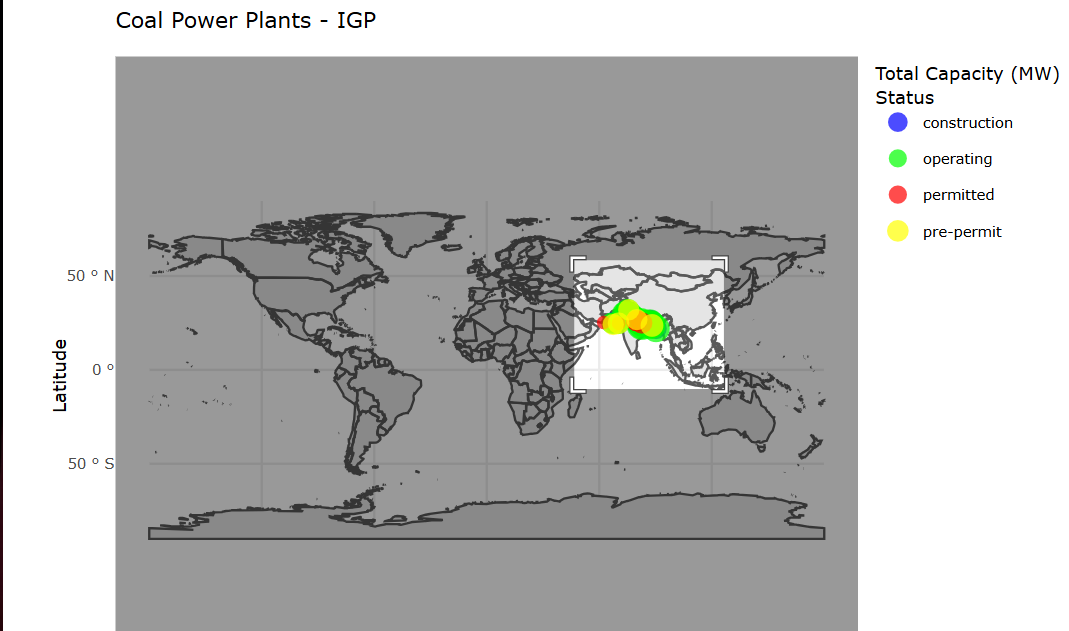 Coal Power Plants - IGP
Total Capacity (MW)
Status
construction
operating
permitted
pre-permit
50 ° N
0 °
50 ° S
Latitude